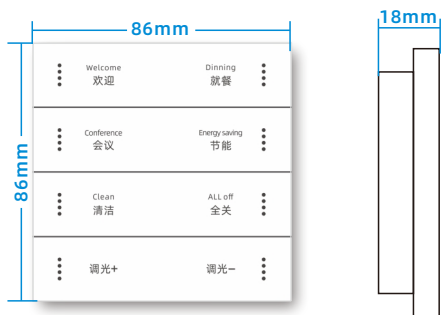 86mm
18mm
86mm
Welcome
欢迎
Dinning
就餐
Conference
会议
Energy saving
节能
Clean
清洁
ALL off
全关
调光+
调光-